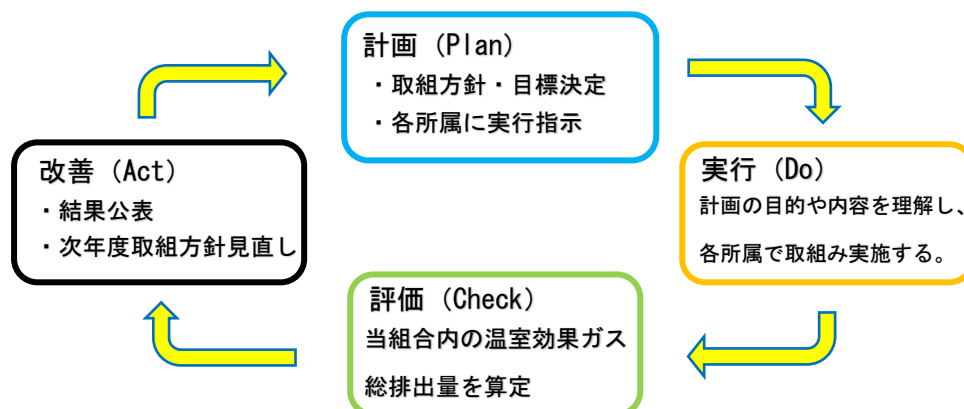 計画（Plan）
・取組方針・目標決定
・各所属に実行指示
実行（Do）
計画の目的や内容を理解し、
各所属で取組み実施する。
評価（Check）
当組合内の温室効果ガス
総排出量を算定
改善（Act）
・結果公表
・次年度取組方針見直し